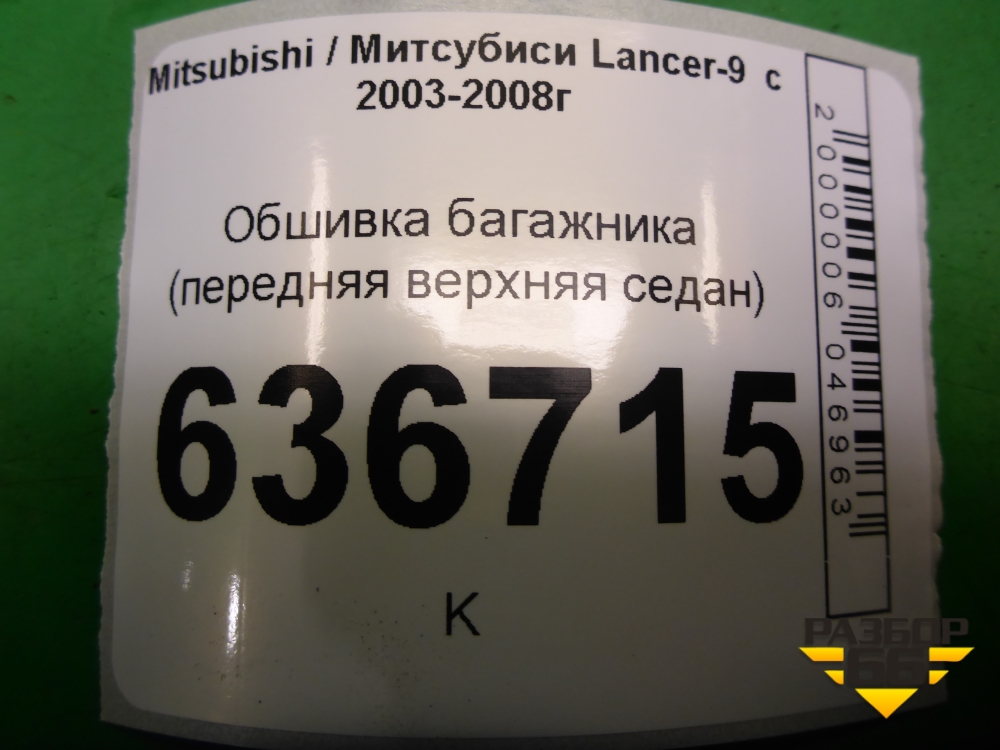 Mitsubishi / Митсубиси Lancer-9 с
2003-2008г
Обшивка багажника
(передняя верхняя седан)
636715
К
2000006046963
РАЗБОР
66